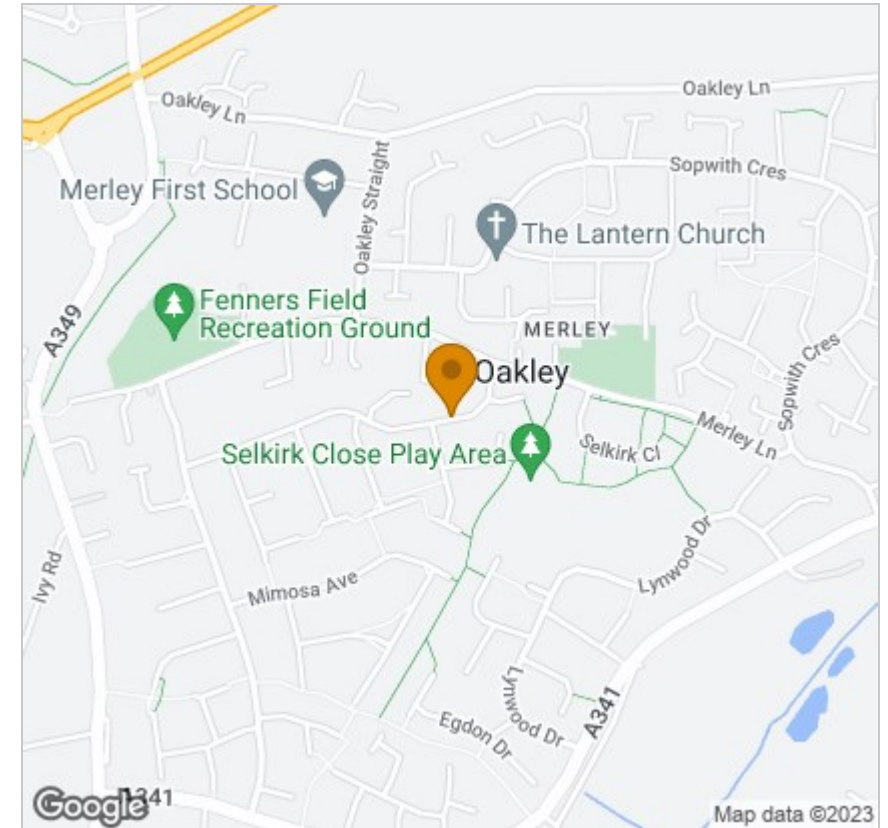 Oakley Ln
Oakley Ln
Merley First School
Oakley Straight
Sopwith Cres
The Lantern Church
A349
Fenners Field
Recreation Ground
MERLEY
Oakley
Sopwith Cres
Selkirk Close Play Area
Selkirk Cl
Merley Ln
Ivy Rd
Mimosa Ave
Lynwood Dr
Lynwood Dr
Egdon Dr
A341
Google
A341
Map data ©2023